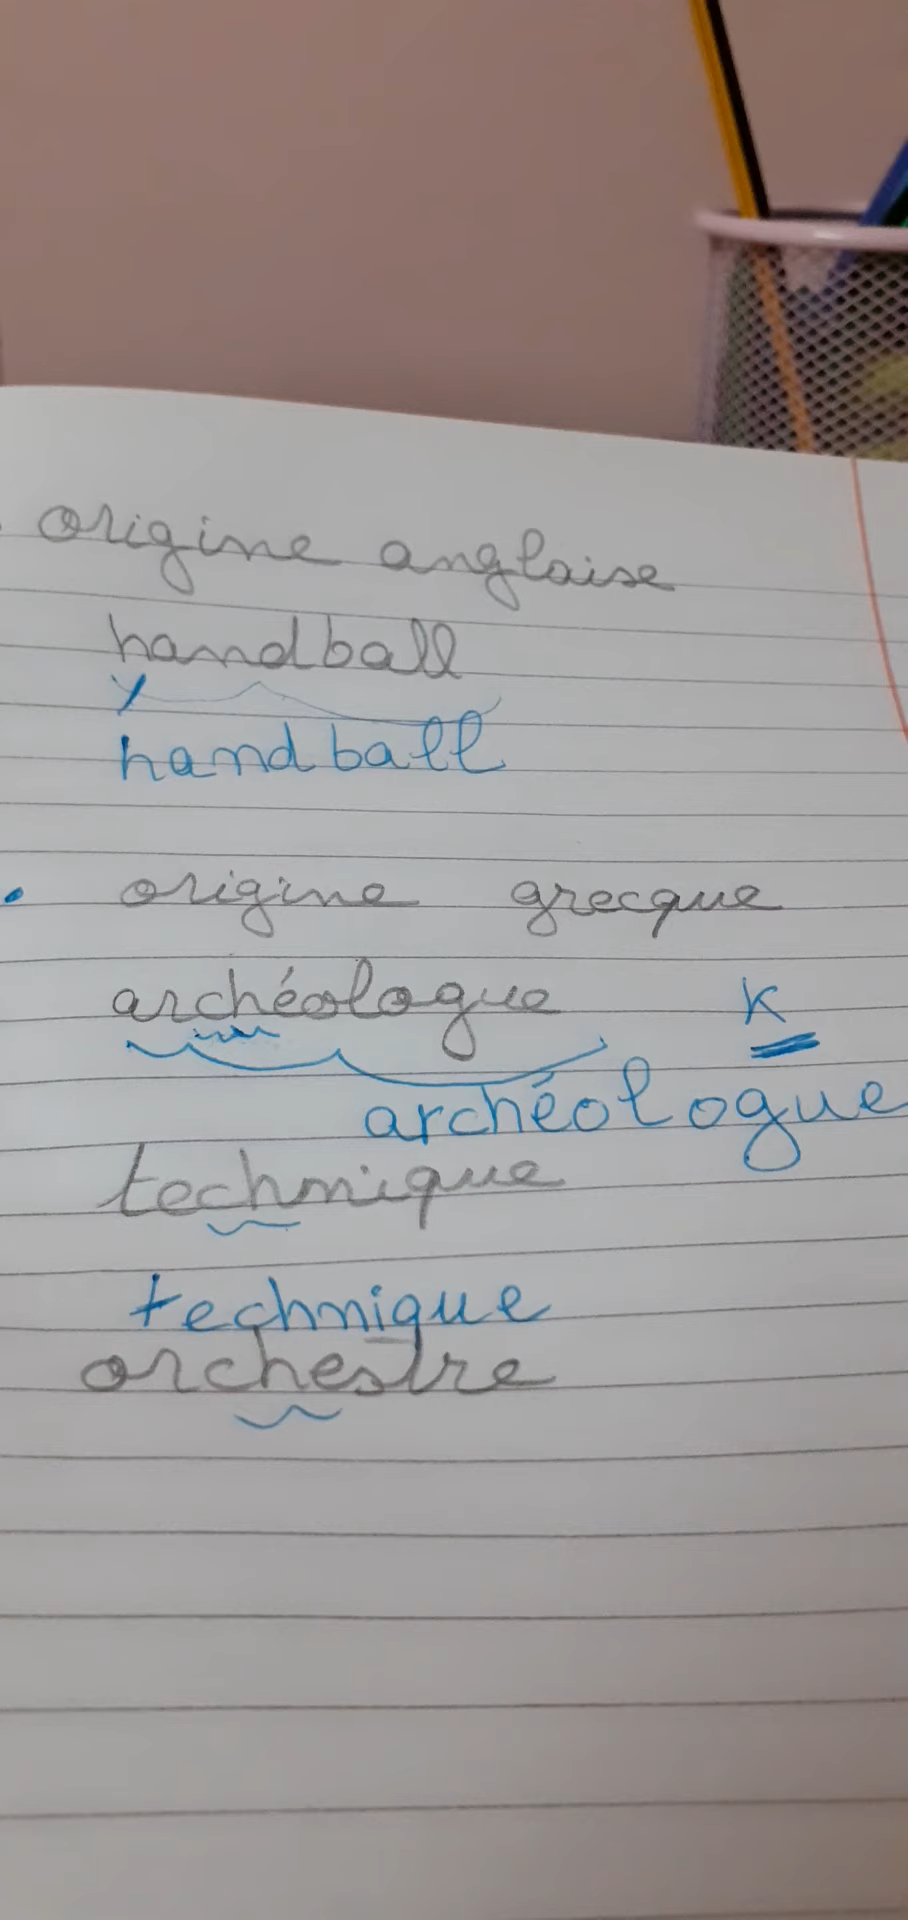 origine anglaise
handball
handball
origine grecque
archéologue K
archéologue
technique
technique
orchestre